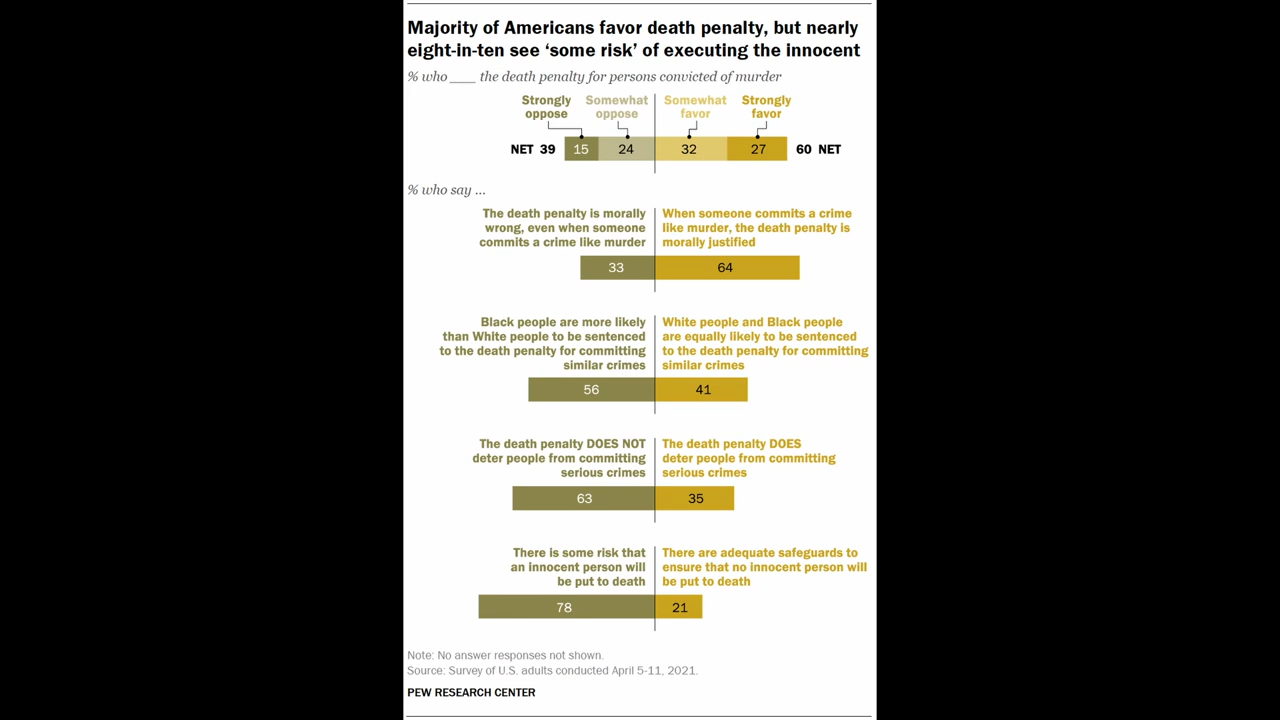 Majority of Americans favor death penalty, but nearly
eight-in-ten see ‘some risk’ of executing the innocent
% who ___ the death penalty for persons convicted of murder
Strongly oppose
Somewhat oppose
Somewhat favor
Strongly favor
NET 39 15 24 32 27 60 NET
% who say ...
The death penalty is morally
wrong, even when someone
commits a crime like murder
When someone commits a crime
like murder, the death penalty is
morally justified
33 64
Black people are more likely
than White people to be sentenced
to the death penalty for committing
similar crimes
White people and Black people
are equally likely to be sentenced
to the death penalty for committing
similar crimes
56 41
The death penalty DOES NOT
deter people from committing
serious crimes
The death penalty DOES
deter people from committing
serious crimes
63 35
There is some risk that
an innocent person will
be put to death
There are adequate safeguards to
ensure that no innocent person will
be put to death
78 21
Note: No answer responses not shown.
Source: Survey of U.S. adults conducted April 5-11, 2021.
PEW RESEARCH CENTER